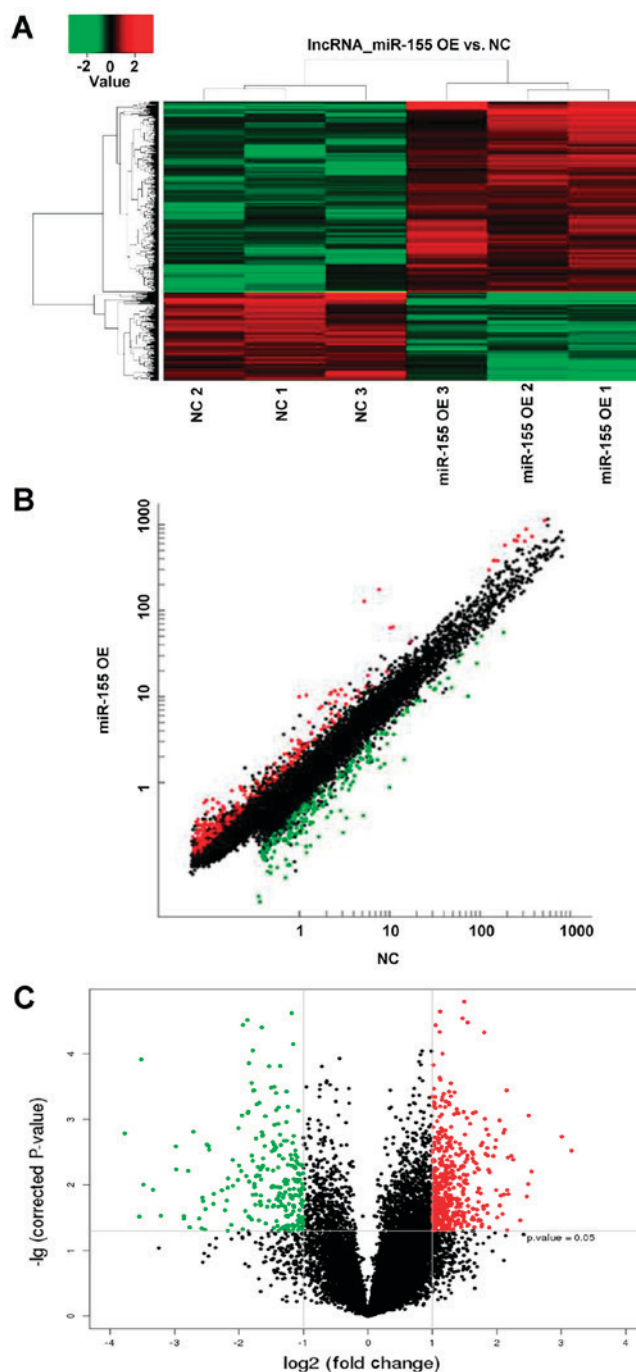 A
-2 0 2
Value
lncRNA_miR-155 OE vs. NC
NC 2
NC 1
NC 3
miR-155 OE 3
miR-155 OE 2
miR-155 OE 1
B
miR-155 OE
1000
100
10
1
1 10 100 1000
NC
C
-lg (corrected P-value)
4
3
2
1
0
p.value = 0.05
-4 -3 -2 -1 0 1 2 3 4
log2 (fold change)